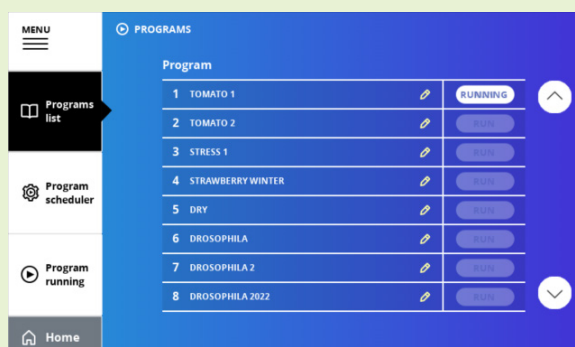 MENU
PROGRAMS
Programs
list
Program
scheduler
Program
running
Home
Program
1 TOMATO 1 RUNNING
2 TOMATO 2 RUN
3 STRESS 1 RUN
4 STRAWBERRY WINTER RUN
5 DRY RUN
6 DROSOPHILA RUN
7 DROSOPHILA 2 RUN
8 DROSOPHILA 2022 RUN